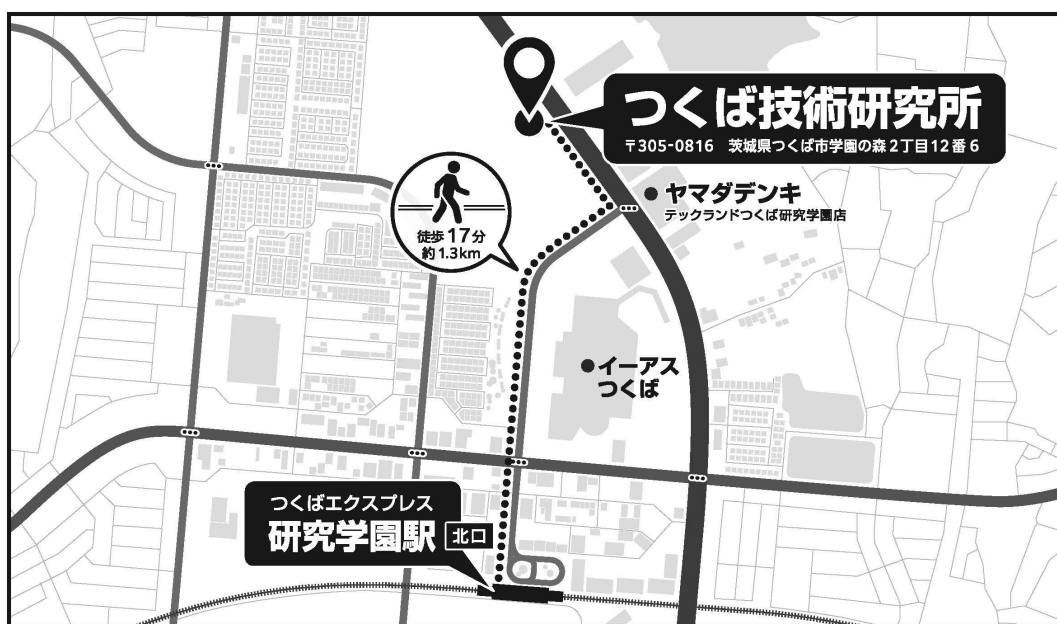 つくば技術研究所
〒305-0816 茨城県つくば市学園の森2丁目12番6
ヤマダデンキ
テックランドつくば研究学園店
徒歩17分
約1.3km
イーアス
つくば
つくばエクスプレス
研究学園駅 北口